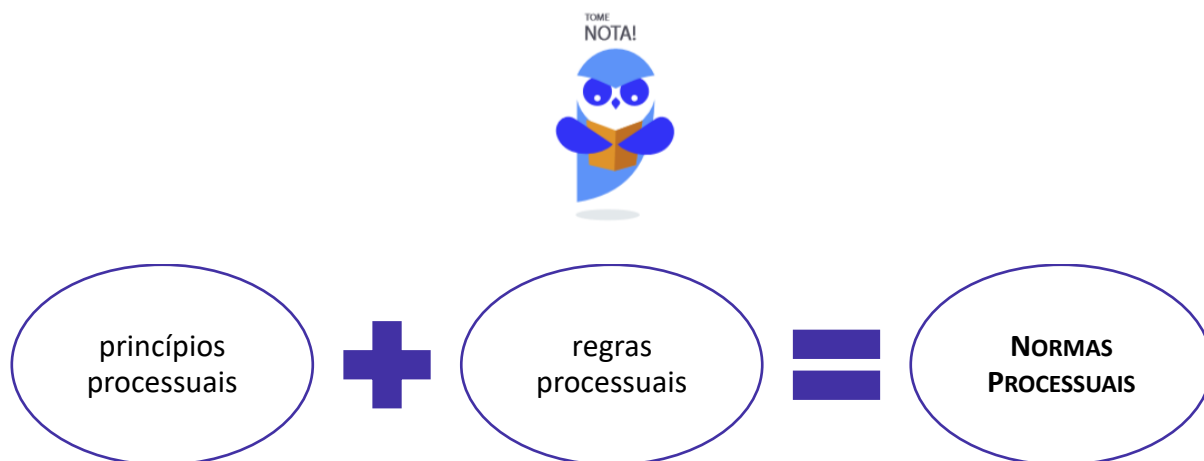 TOME
NOTA!
princípios
processuais
regras
processuais
NORMAS
PROCESSUAIS